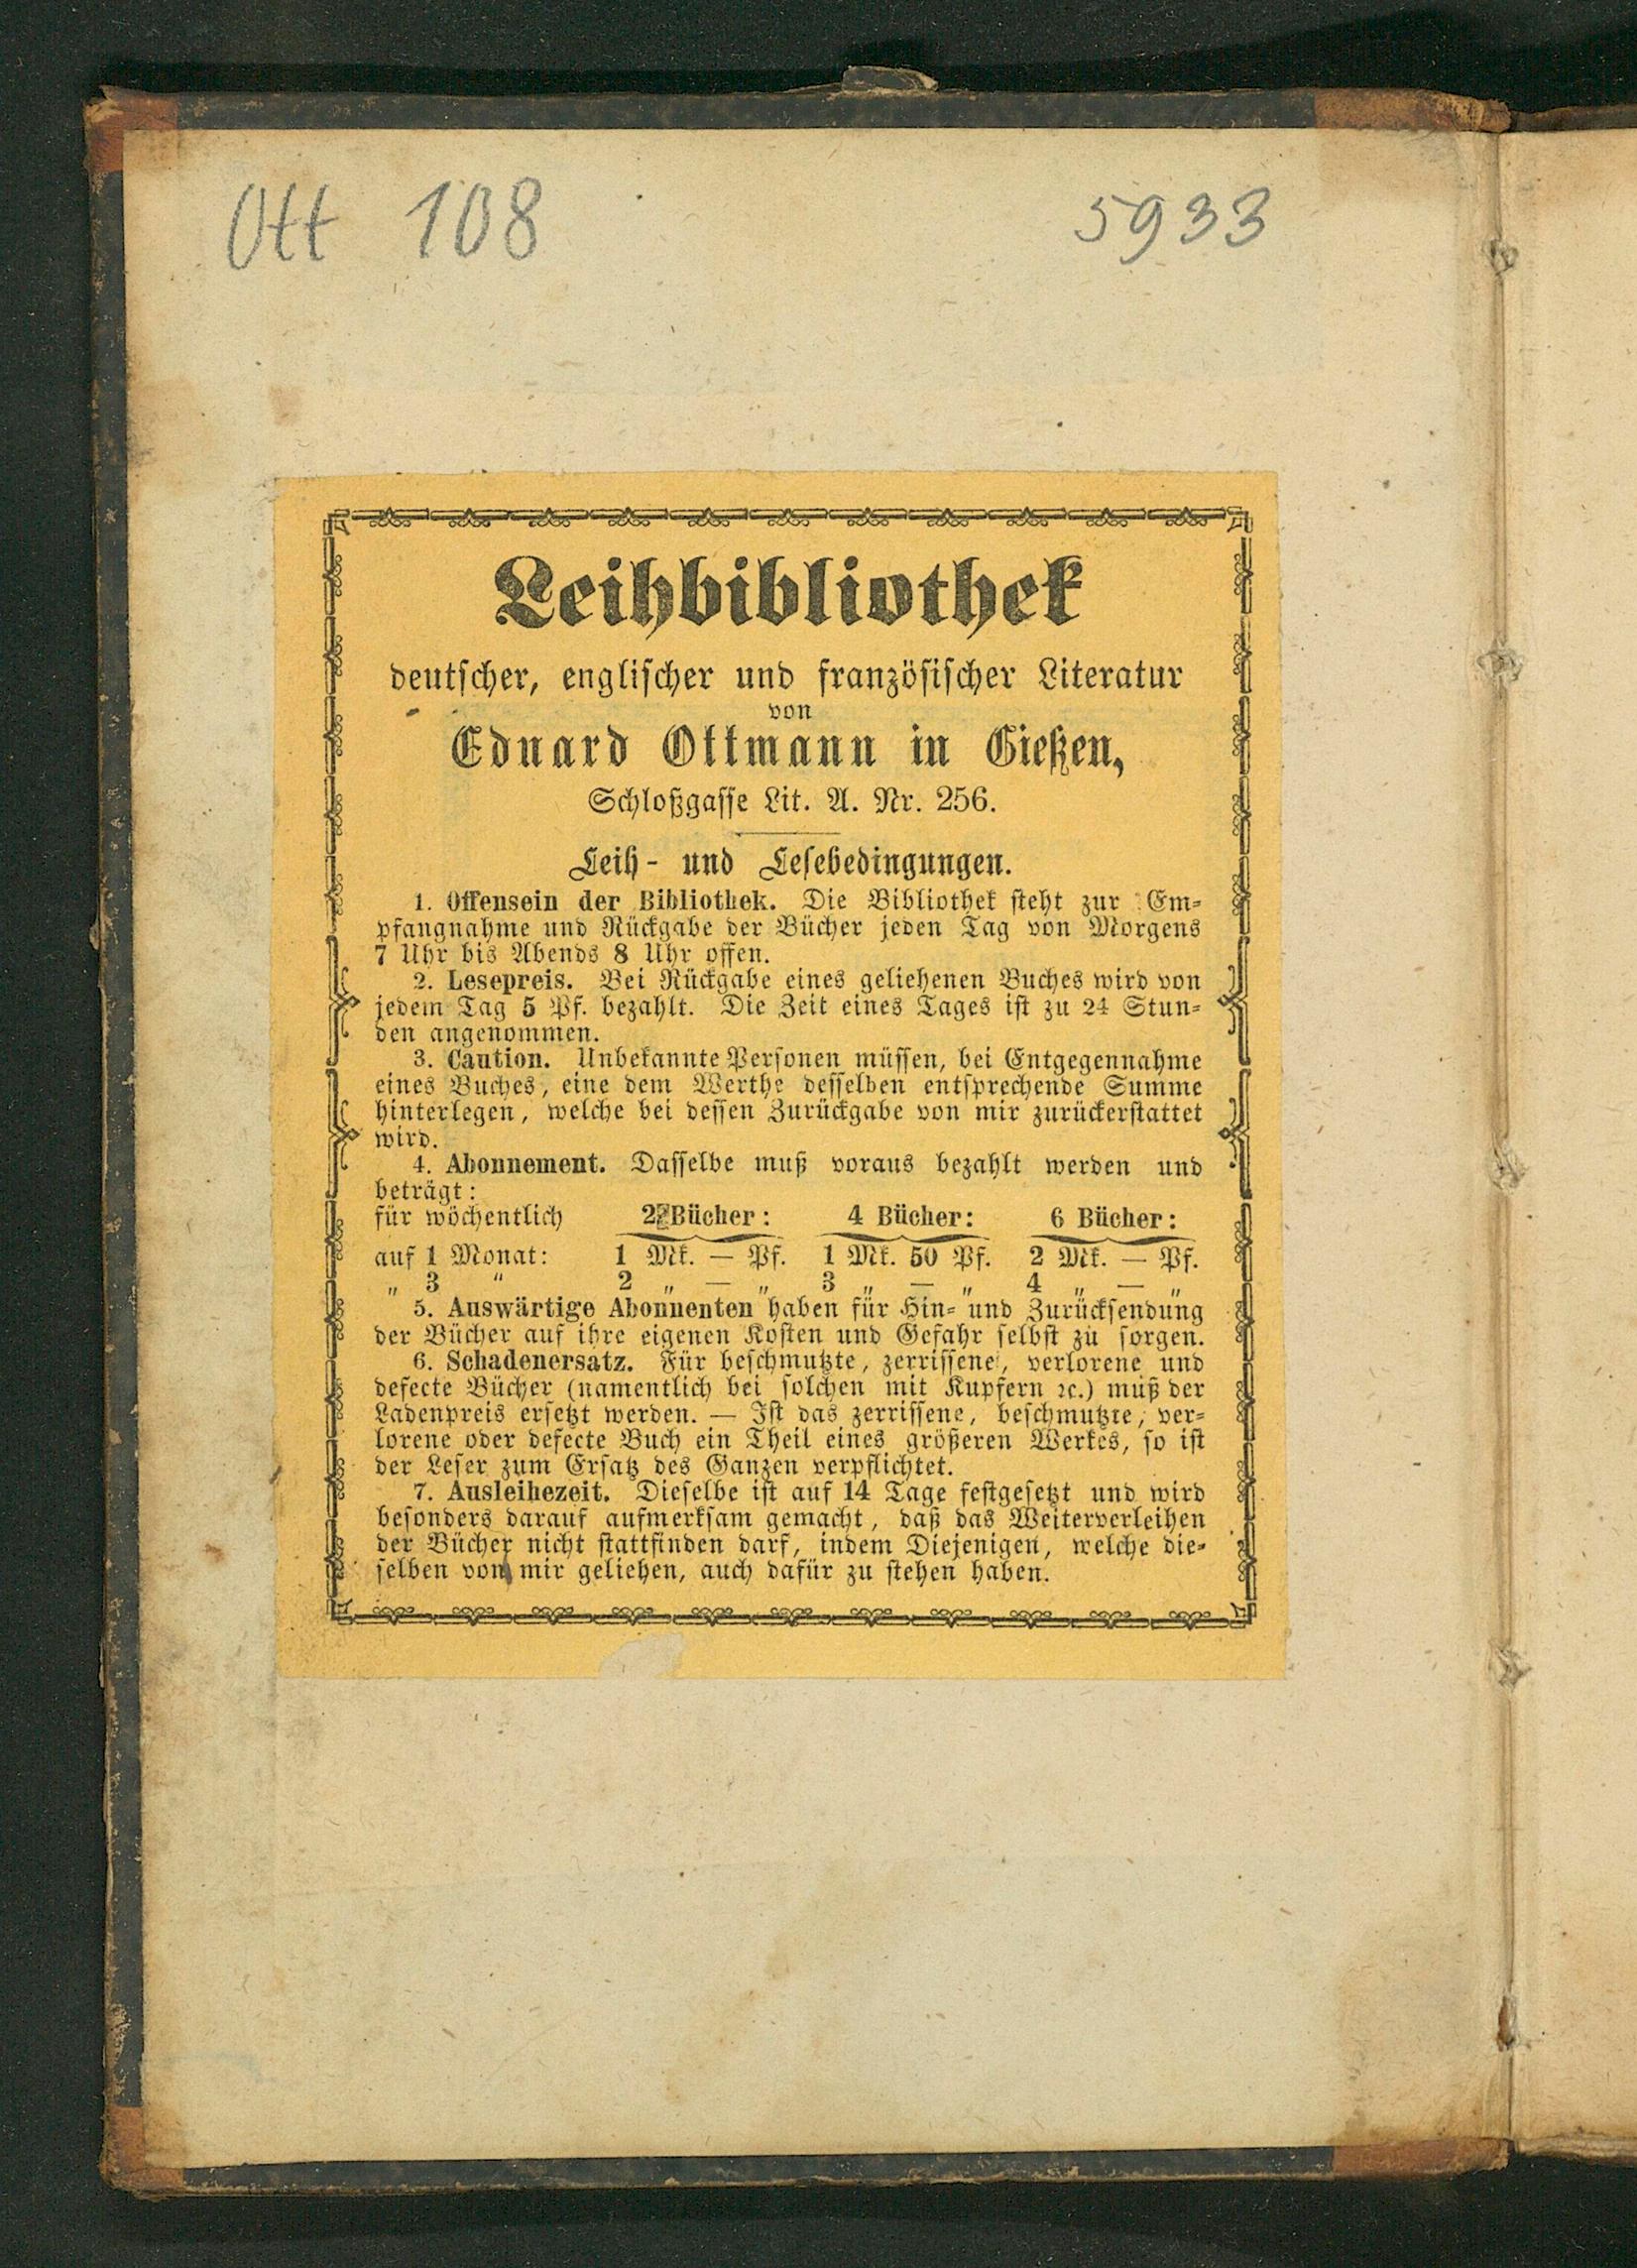 Ott 108 5933
Leihbibliothek
deutscher, englischer und französischer Literatur
von
Eduard Ottmann in Gießen,
Schloßgasse Lit. A. Nr. 256.
Leih- und Lesebedingungen.
1. Offensein der Bibliothek. Die Bibliothek steht zur Em-
pfangnahme und Rückgabe der Bücher jeden Tag von Morgens
7 Uhr bis Abends 8 Uhr offen.
2. Lesepreis. Bei Rückgabe eines geliehenen Buches wird von
jedem Tag 5 Pf. bezahlt. Die Zeit eines Tages ist zu 24 Stun-
den angenommen.
3. Caution. Unbekannte Personen müssen, bei Entgegennahme
eines Buches, eine dem Werthe desselben entsprechende Summe
hinterlegen, welche bei dessen Zurückgabe von mir zurückerstattet
wird.
4. Abonnement. Dasselbe muß voraus bezahlt werden und
beträgt:
für wöchentlich 2 Bücher: 4 Bücher: 6 Bücher:
auf 1 Monat: 1 Mk. — Pf. 1 Mk. 50 Pf. 2 Mk. — Pf.
„ 3 „ 2 „ — „ 3 „ — „ 4 „ — „
5. Auswärtige Abonnenten haben für Hin- und Zurücksendung
der Bücher auf ihre eigenen Kosten und Gefahr selbst zu sorgen.
6. Schadenersatz. Für beschmutzte, zerrissene, verlorene und
defecte Bücher (namentlich bei solchen mit Kupfern ꝛc.) muß der
Ladenpreis ersetzt werden. — Ist das zerrissene, beschmutzte, ver-
lorene oder defecte Buch ein Theil eines größeren Werkes, so ist
der Leser zum Ersatz des Ganzen verpflichtet.
7. Ausleihezeit. Dieselbe ist auf 14 Tage festgesetzt und wird
besonders darauf aufmerksam gemacht, daß das Weiterverleihen
der Bücher nicht stattfinden darf, indem Diejenigen, welche die-
selben von mir geliehen, auch dafür zu stehen haben.